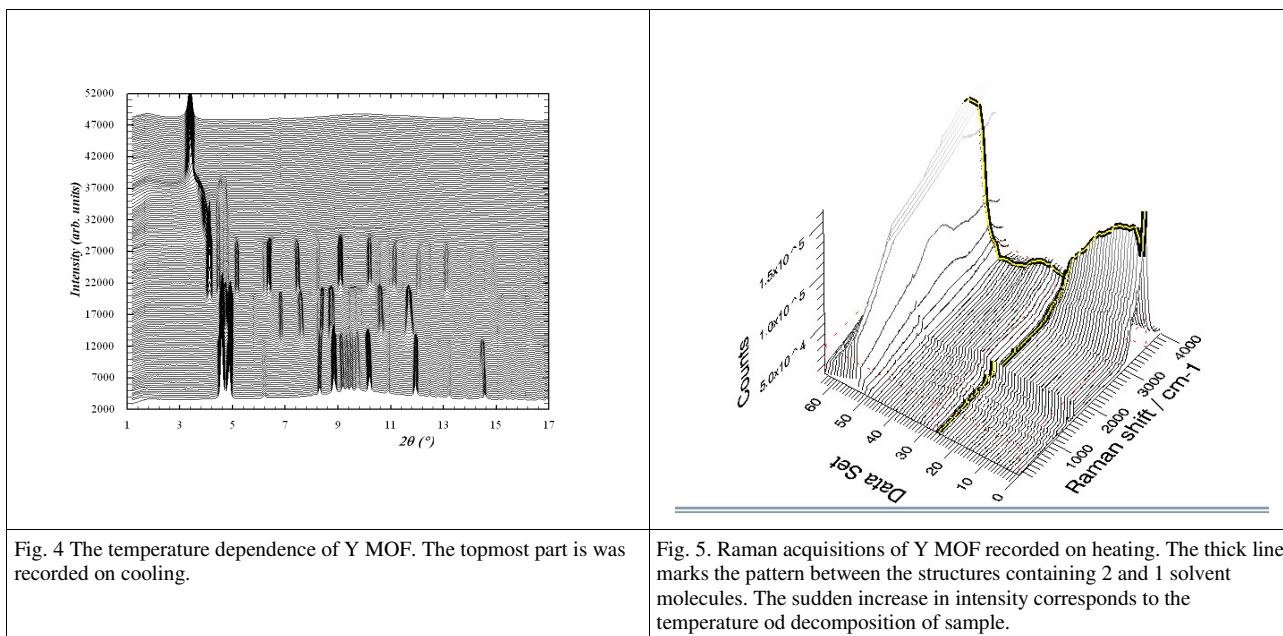 52000
47000
42000
37000
32000
27000
22000
17000
12000
7000
2000
Intensity (arb. units)
1 3 5 7 9 11 13 15 17
2θ (°)
1.5x10^5
1.0x10^5
5.0x10^4
Counts
60 50 40 30 20 10 0
Data Set
1000 2000 3000 4000
Raman shift / cm-1
Fig. 4 The temperature dependence of Y MOF. The topmost part is was
recorded on cooling.
Fig. 5. Raman acquisitions of Y MOF recorded on heating. The thick line
marks the pattern between the structures containing 2 and 1 solvent
molecules. The sudden increase in intensity corresponds to the
temperature od decomposition of sample.